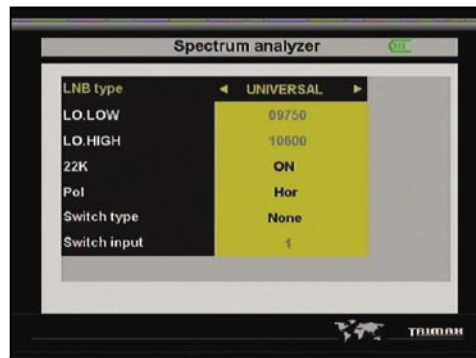 Spectrum analyzer
LNB type ◄ UNIVERSAL ►
LO.LOW 09750
LO.HIGH 10600
22K ON
Pol Hor
Switch type None
Switch input 1
TRIMAX